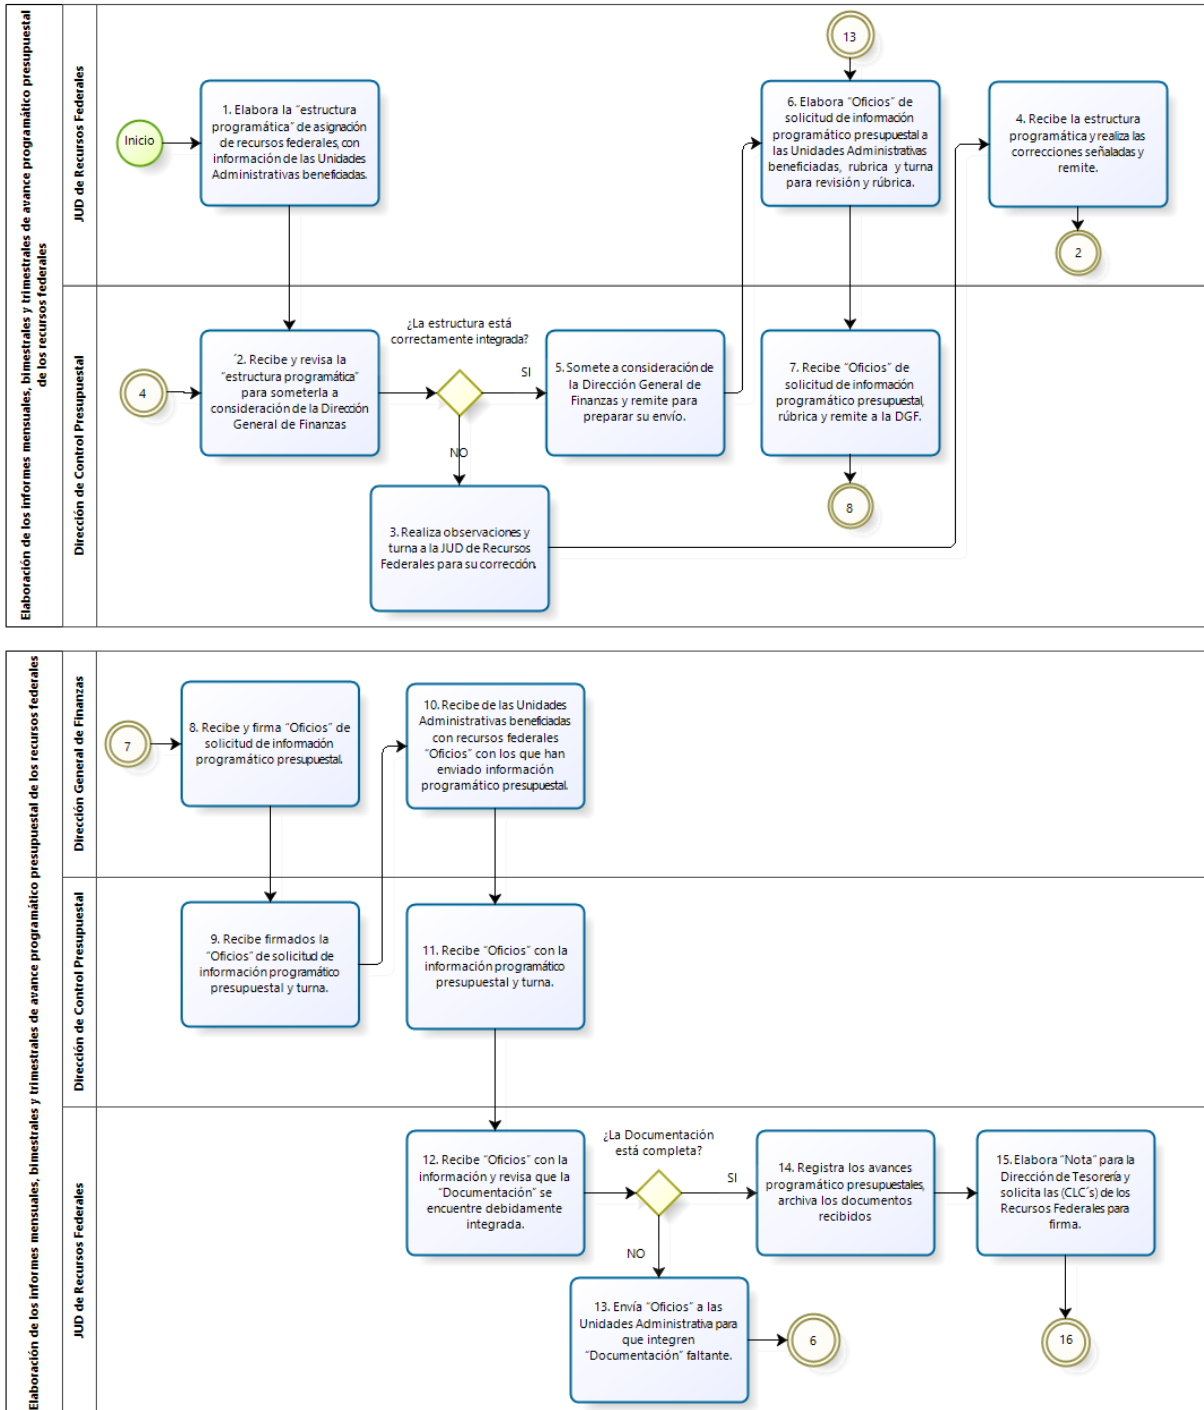 Elaboración de los informes mensuales, bimestrales y trimestrales de avance programático presupuestal
de los recursos federales
JUD de Recursos Federales
Inicio
1. Elabora la “estructura
programática” de asignación
de recursos federales, con
información de las Unidades
Administrativas beneficiadas.
13
6. Elabora “Oficios” de
solicitud de información
programático presupuestal a
las Unidades Administrativas
beneficiadas, rubrica y turna
para revisión y rúbrica.
4. Recibe la estructura
programática y realiza las
correcciones señaladas y
remite.
2
Dirección de Control Presupuestal
4
´2. Recibe y revisa la
“estructura programática”
para someterla a
consideración de la Dirección
General de Finanzas
¿La estructura está
correctamente integrada?
SI
NO
5. Somete a consideración de
la Dirección General de
Finanzas y remite para
preparar su envío.
7. Recibe “Oficios” de
solicitud de información
programático presupuestal,
rúbrica y remite a la DGF.
8
3. Realiza observaciones y
turna a la JUD de Recursos
Federales para su corrección.
Elaboración de los informes mensuales, bimestrales y trimestrales de avance programático presupuestal de los recursos federales
Dirección General de Finanzas
7
8. Recibe y firma “Oficios” de
solicitud de información
programático presupuestal.
10. Recibe de las Unidades
Administrativas beneficiadas
con recursos federales
“Oficios” con los que han
enviado información
programático presupuestal.
Dirección de Control Presupuestal
9. Recibe firmados la
“Oficios” de solicitud de
información programático
presupuestal y turna.
11. Recibe “Oficios” con la
información programático
presupuestal y turna.
JUD de Recursos Federales
12. Recibe “Oficios” con la
información y revisa que la
“Documentación” se
encuentre debidamente
integrada.
¿La Documentación
está completa?
SI
NO
14. Registra los avances
programático presupuestales,
archiva los documentos
recibidos
15. Elabora “Nota” para la
Dirección de Tesorería y
solicita las (CLC´s) de los
Recursos Federales para
firma.
13. Envía “Oficios” a las
Unidades Administrativa para
que integren
“Documentación” faltante.
6
16